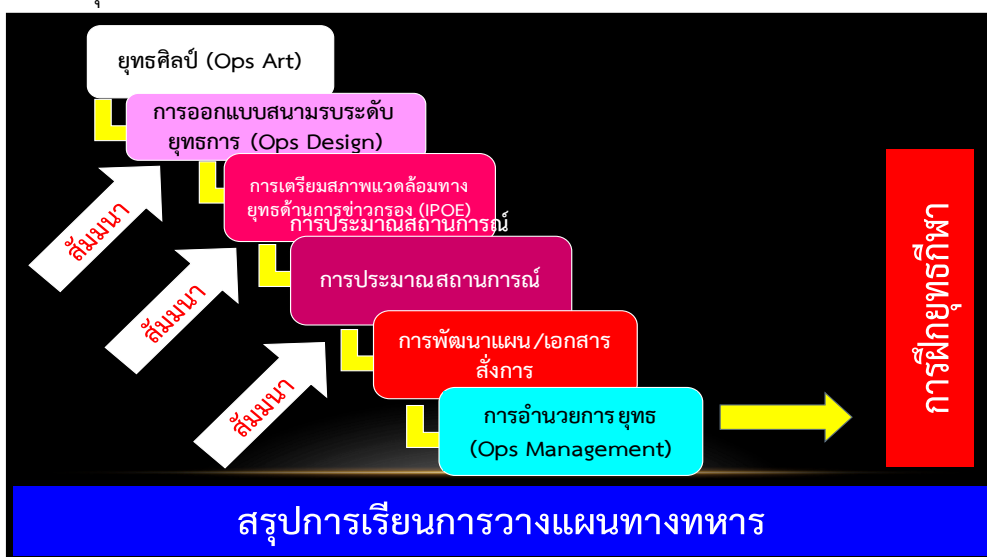 ยุทธศิลป์ (Ops Art)
การออกแบบสนามรบระดับ
ยุทธการ (Ops Design)
การเตรียมสภาพแวดล้อมทาง
ยุทธด้านการข่าวกรอง (IPOE)
การประมาณสถานการณ์
การประมาณสถานการณ์
การพัฒนาแผน/เอกสาร
สั่งการ
การอำนวยการยุทธ
(Ops Management)
สัมมนา
สัมมนา
สัมมนา
การฝึกยุทธกีฬา
สรุปการเรียนการวางแผนทางทหาร